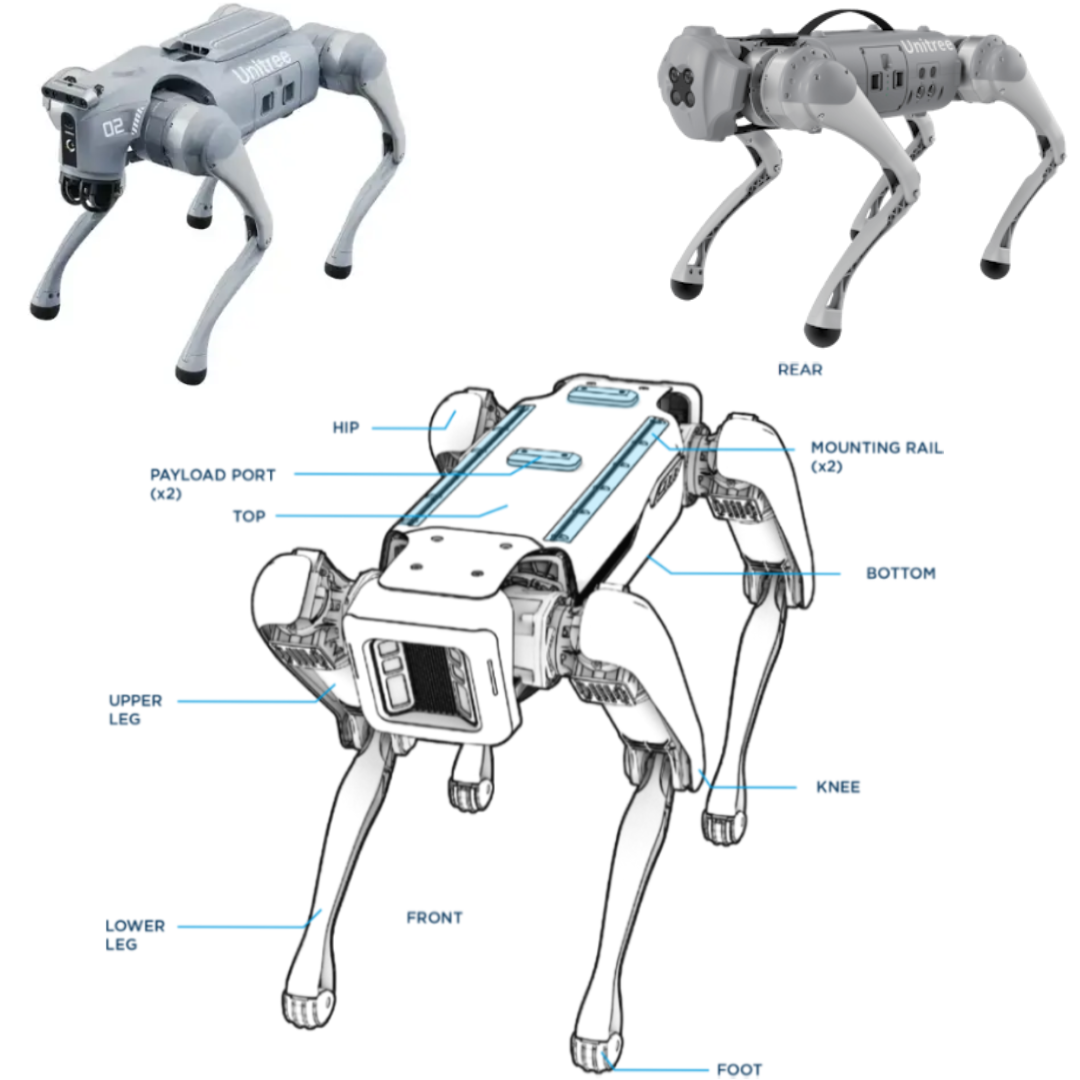 Unitree
02
Unitree
REAR
HIP
MOUNTING RAIL
(x2)
PAYLOAD PORT
(x2)
TOP
BOTTOM
UPPER
LEG
KNEE
LOWER
LEG
FRONT
FOOT